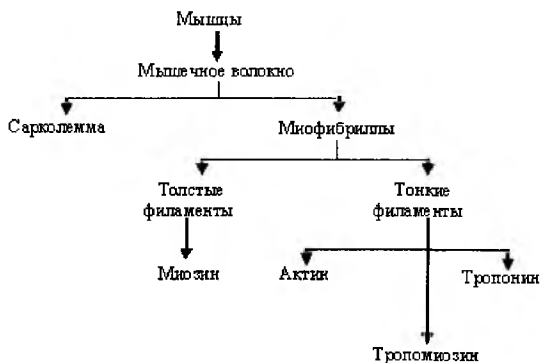 Мышцы
Мышечное волокно
Сарколемма
Миофибриллы
Толстые
филаменты
Тонкие
филаменты
Миозин
Актин
Тропонин
Тропомиозин